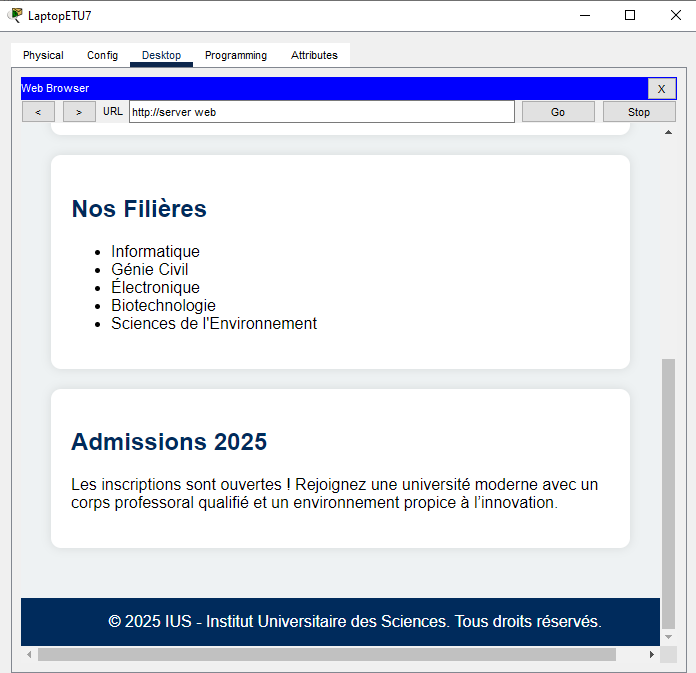 LaptopETU7
Physical Config Desktop Programming Attributes
Web Browser X
< > URL http://server web Go Stop
Nos Filières
• Informatique
• Génie Civil
• Électronique
• Biotechnologie
• Sciences de l'Environnement
Admissions 2025
Les inscriptions sont ouvertes ! Rejoignez une université moderne avec un
corps professoral qualifié et un environnement propice à l’innovation.
© 2025 IUS - Institut Universitaire des Sciences. Tous droits réservés.